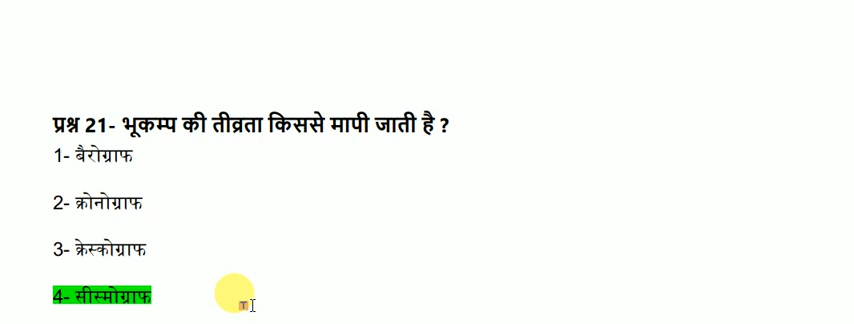 प्रश्न 21- भूकम्प की तीव्रता किससे मापी जाती है ?
1- बैरोग्राफ
2- क्रोनोग्राफ
3- क्रेस्कोग्राफ
4- सीस्मोग्राफ